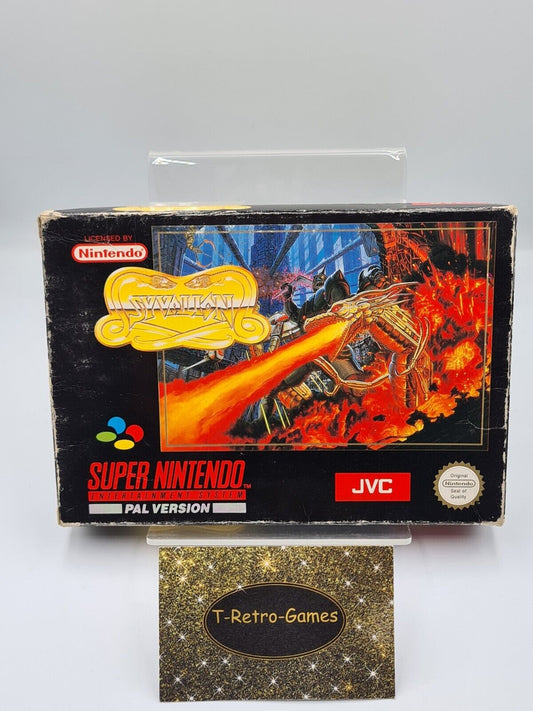 LICENSED BY
Nintendo
SYVALION
SUPER NINTENDO
ENTERTAINMENT SYSTEM
PAL VERSION
JVC
Original
Nintendo
Seal of
Quality
T-Retro-Games